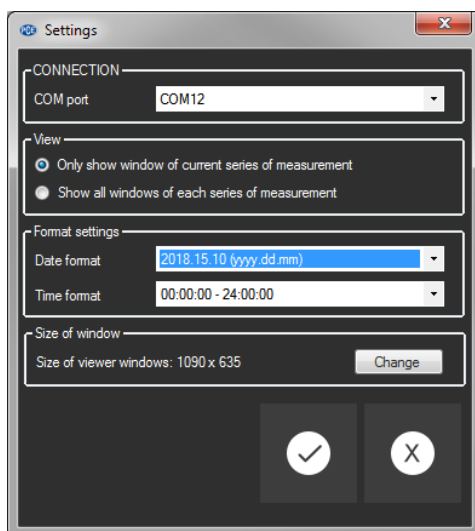 PCE Settings
CONNECTION
COM port COM12
View
Only show window of current series of measurement
Show all windows of each series of measurement
Format settings
Date format 2018.15.10 (yyyy.dd.mm)
Time format 00:00:00 - 24:00:00
Size of window
Size of viewer windows: 1090 x 635 Change
X